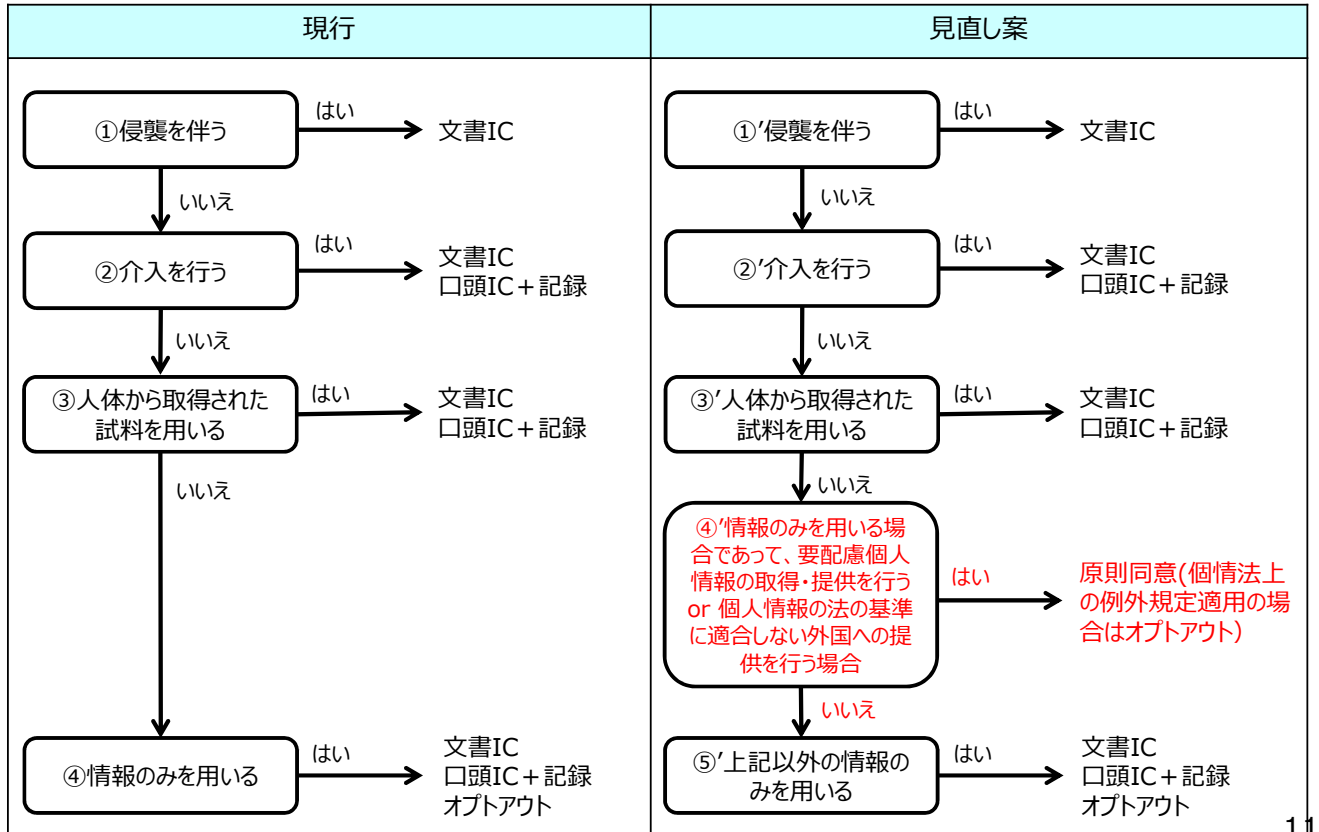 現行
①侵襲を伴う
はい
文書IC
いいえ
②介入を行う
はい
文書IC
口頭IC+記録
いいえ
③人体から取得された
試料を用いる
はい
文書IC
口頭IC+記録
いいえ
④情報のみを用いる
はい
文書IC
口頭IC+記録
オプトアウト
見直し案
①’侵襲を伴う
はい
文書IC
いいえ
②’介入を行う
はい
文書IC
口頭IC+記録
いいえ
③’人体から取得された
試料を用いる
はい
文書IC
口頭IC+記録
いいえ
④’情報のみを用いる場
合であって、要配慮個人
情報の取得・提供を行う
or 個人情報の法の基準
に適合しない外国への提
供を行う場合
はい
原則同意(個情法上
の例外規定適用の場
合はオプトアウト)
いいえ
⑤’上記以外の情報の
みを用いる
はい
文書IC
口頭IC+記録
オプトアウト
11